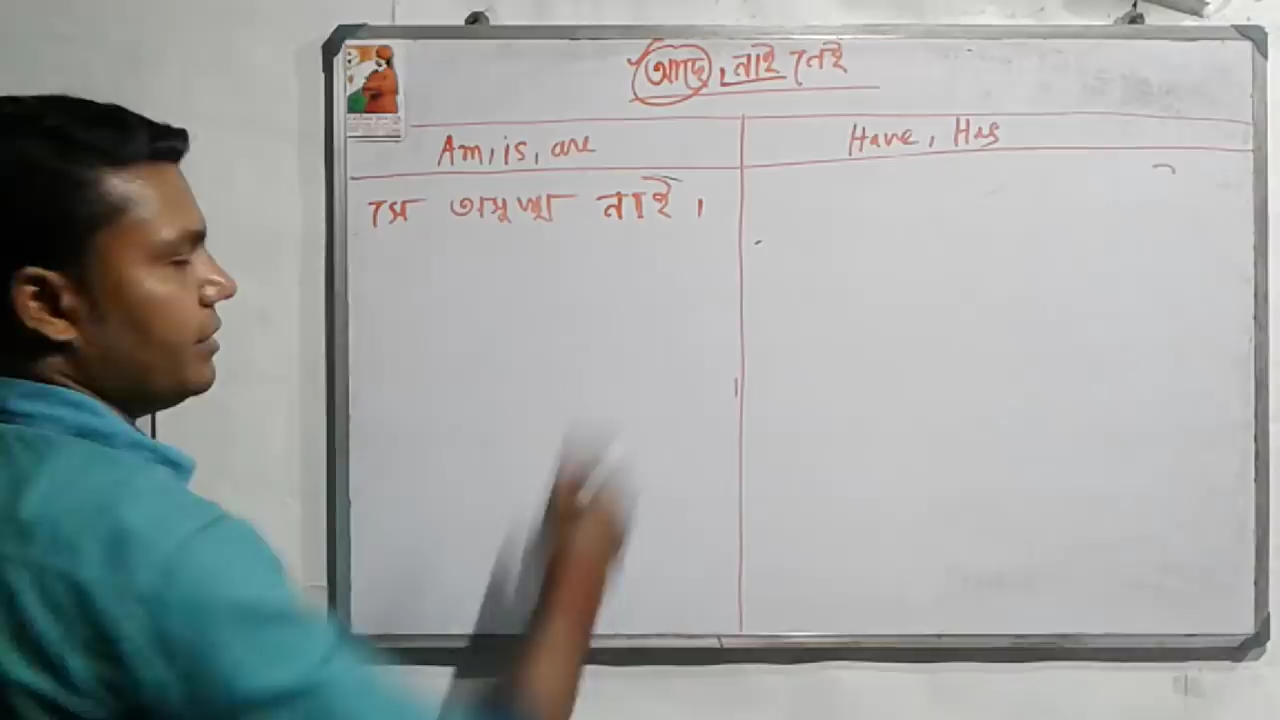 আছে, নাই নেই
Am, is, are
Have, Has
সে অসুস্থ নাই।